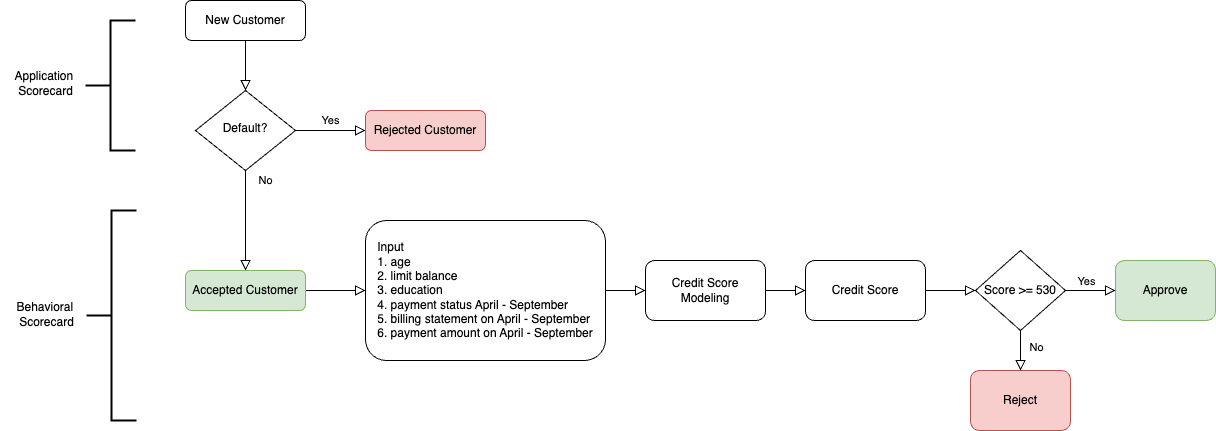 New Customer
Application
Scorecard
Default?
Yes
Rejected Customer
No
Behavioral
Scorecard
Accepted Customer
Input
1. age
2. limit balance
3. education
4. payment status April - September
5. billing statement on April - September
6. payment amount on April - September
Credit Score
Modeling
Credit Score
Score >= 530
Yes
Approve
No
Reject